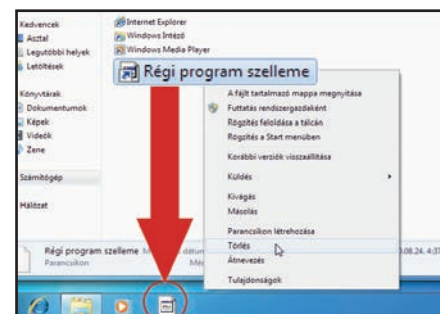 Kedvencek
Asztal
Legutóbbi helyek
Letöltések
Könyvtárak
Dokumentumok
Képek
Videók
Zene
Számítógép
Hálózat
Internet Explorer
Windows Intéző
Windows Media Player
Régi program szelleme
A fájlt tartalmazó mappa megnyitása
Futtatás rendszergazdaként
Rögzítés feloldása a tálcán
Rögzítés a Start menüben
Korábbi verziók visszaállítása
Küldés
Kivágás
Másolás
Parancsikon létrehozása
Törlés
Átnevezés
Tulajdonságok
Régi program szelleme
Parancsikon